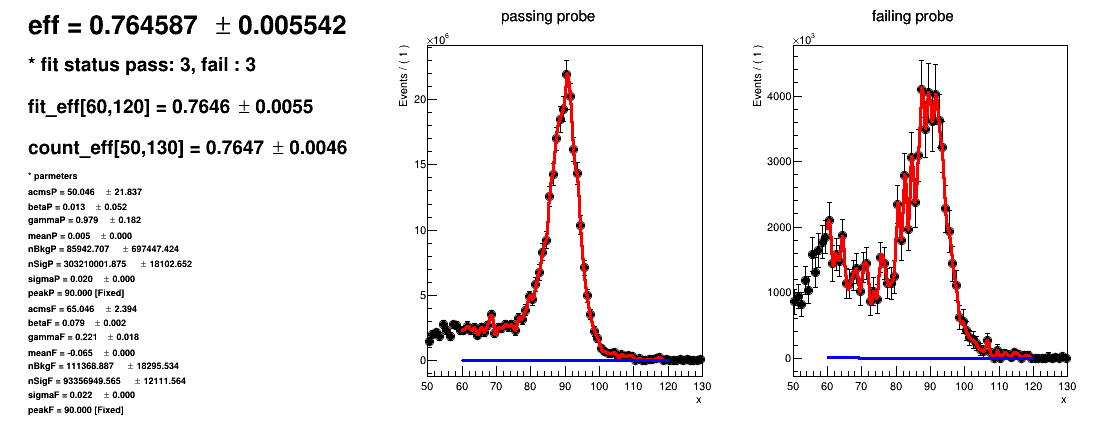 eff = 0.764587 ± 0.005542
* fit status pass: 3, fail : 3
fit_eff[60,120] = 0.7646 ± 0.0055
count_eff[50,130] = 0.7647 ± 0.0046
* parmeters
acmsP = 50.046 ± 21.837
betaP = 0.013 ± 0.052
gammaP = 0.979 ± 0.182
meanP = 0.005 ± 0.000
nBkgP = 85942.707 ± 697447.424
nSigP = 303210001.875 ± 18102.652
sigmaP = 0.020 ± 0.000
peakP = 90.000 [Fixed]
acmsF = 65.046 ± 2.394
betaF = 0.079 ± 0.002
gammaF = 0.221 ± 0.018
meanF = -0.065 ± 0.000
nBkgF = 111368.887 ± 18295.534
nSigF = 93356949.565 ± 12111.564
sigmaF = 0.022 ± 0.000
peakF = 90.000 [Fixed]
passing probe
×10⁶
Events / ( 1 )
20
15
10
5
0
50 60 70 80 90 100 110 120 130
x
failing probe
×10³
Events / ( 1 )
4000
3000
2000
1000
0
50 60 70 80 90 100 110 120 130
x